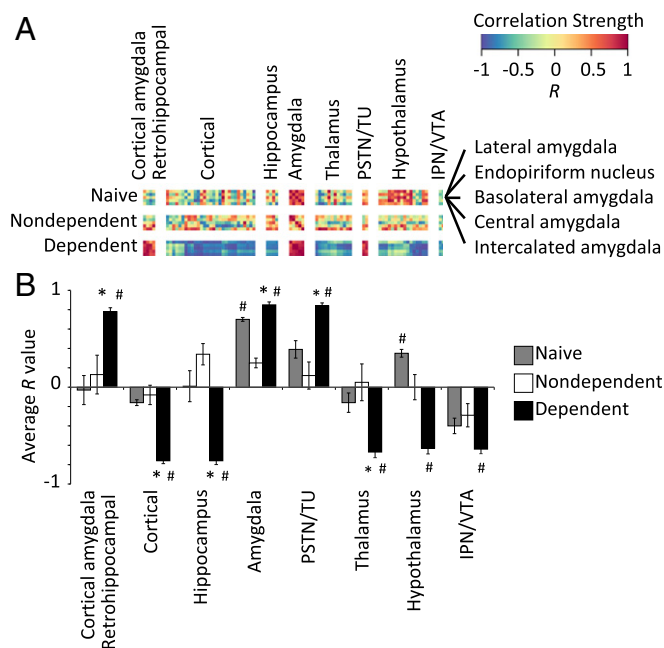 A
Correlation Strength
-1 -0.5 0 0.5 1
R
Cortical amygdala
Retrohippocampal
Cortical
Hippocampus
Amygdala
Thalamus
PSTN/TU
Hypothalamus
IPN/VTA
Naive
Nondependent
Dependent
Lateral amygdala
Endopiriform nucleus
Basolateral amygdala
Central amygdala
Intercalated amygdala
B
Average R value
1
0
-1
* #
* #
* #
#
* #
* #
* #
#
#
#
Naive
Nondependent
Dependent
Cortical amygdala
Retrohippocampal
Cortical
Hippocampus
Amygdala
PSTN/TU
Thalamus
Hypothalamus
IPN/VTA